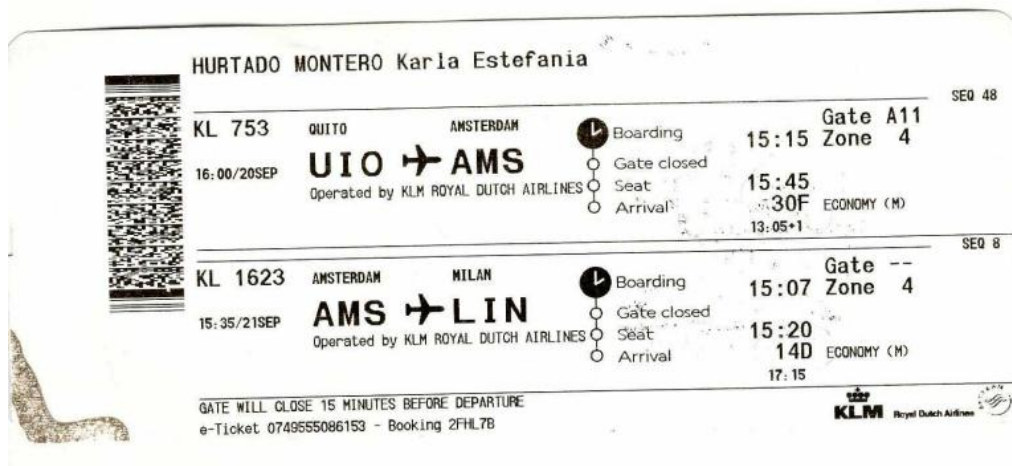 HURTADO MONTERO Karla Estefania
SEQ 48
KL 753 QUITO AMSTERDAM Boarding 15:15 Gate A11
Zone 4
16:00/20SEP UIO AMS Gate closed 15:45
Operated by KLM ROYAL DUTCH AIRLINES Seat 30F ECONOMY (M)
Arrival 13:05+1
SEQ 8
KL 1623 AMSTERDAM MILAN Boarding 15:07 Gate --
Zone 4
15:35/21SEP AMS LIN Gate closed 15:20
Operated by KLM ROYAL DUTCH AIRLINES Seat 14D ECONOMY (M)
Arrival 17:15
GATE WILL CLOSE 15 MINUTES BEFORE DEPARTURE
e-Ticket 0749555086153 - Booking 2FHL7B
KLM Royal Dutch Airlines